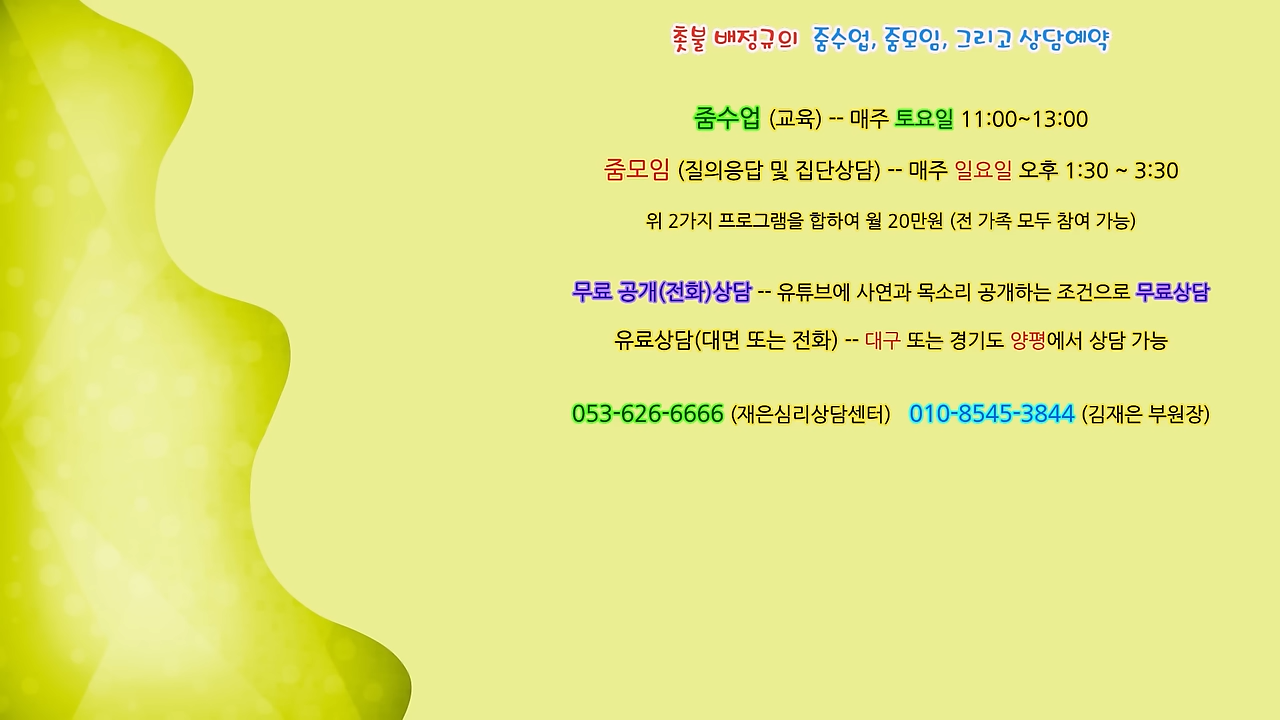 촛불 배정규의 줌수업, 줌모임, 그리고 상담예약
줌수업 (교육) -- 매주 토요일 11:00~13:00
줌모임 (질의응답 및 집단상담) -- 매주 일요일 오후 1:30 ~ 3:30
위 2가지 프로그램을 합하여 월 20만원 (전 가족 모두 참여 가능)
무료 공개(전화)상담 -- 유튜브에 사연과 목소리 공개하는 조건으로 무료상담
유료상담(대면 또는 전화) -- 대구 또는 경기도 양평에서 상담 가능
053-626-6666 (재은심리상담센터) 010-8545-3844 (김재은 부원장)